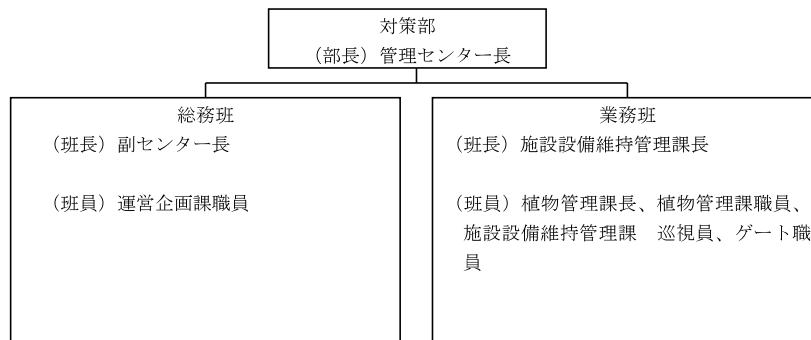 対策部
（部長）管理センター長
総務班
（班長）副センター長
（班員）運営企画課職員
業務班
（班長）施設設備維持管理課長
（班員）植物管理課長、植物管理課職員、
施設設備維持管理課　巡視員、ゲート職
員